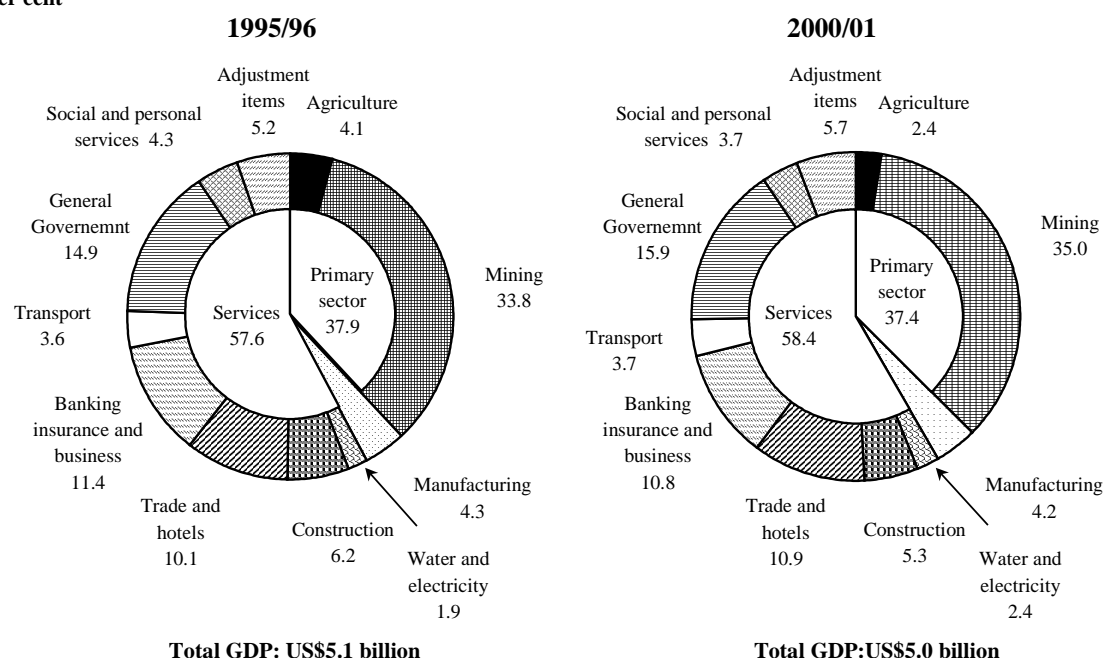 er cent
1995/96
Adjustment
items
5.2
Agriculture
4.1
Social and personal
services 4.3
General
Governemnt
14.9
Transport
3.6
Banking
insurance and
business
11.4
Trade and
hotels
10.1
Construction
6.2
Water and
electricity
1.9
Manufacturing
4.3
Mining
33.8
Primary
sector
37.9
Services
57.6
Total GDP: US$5.1 billion
2000/01
Adjustment
items
5.7
Agriculture
2.4
Social and personal
services 3.7
General
Governemnt
15.9
Transport
3.7
Banking
insurance and
business
10.8
Trade and
hotels
10.9
Construction
5.3
Water and
electricity
2.4
Manufacturing
4.2
Mining
35.0
Primary
sector
37.4
Services
58.4
Total GDP:US$5.0 billion